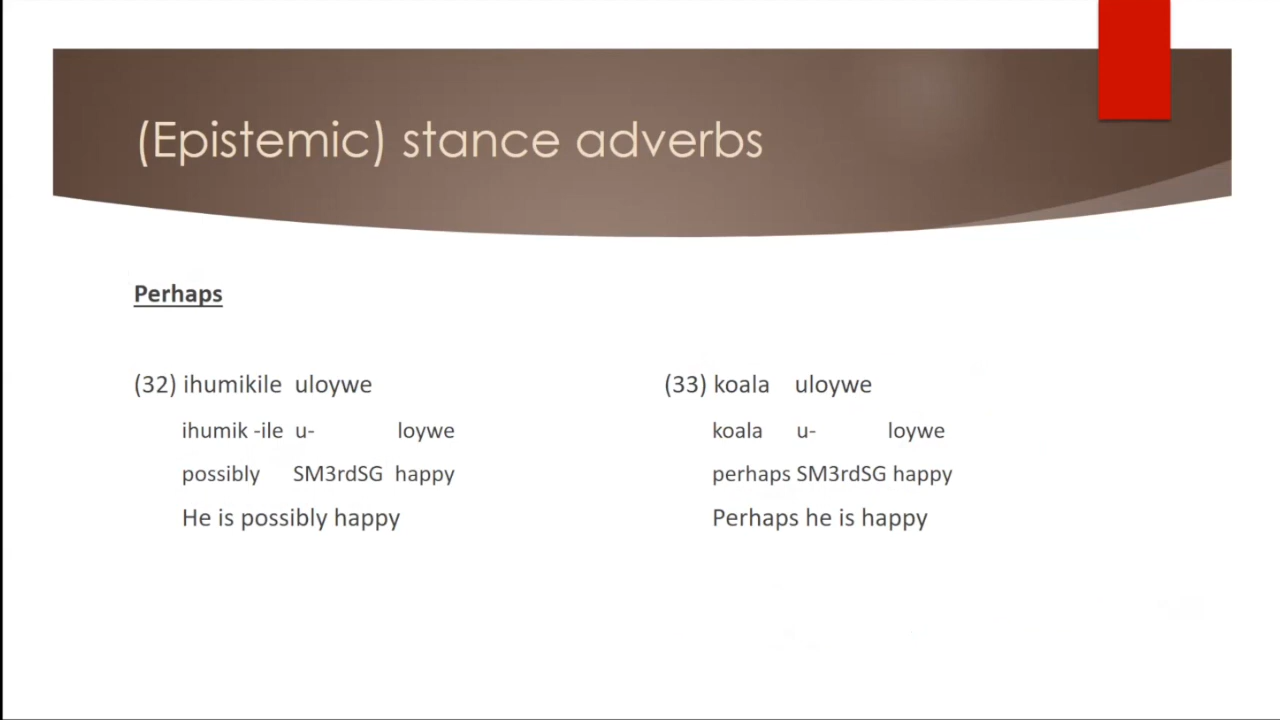 (Epistemic) stance adverbs
Perhaps
(32) ihumikile uloywe
ihumik -ile u- loywe
possibly SM3rdSG happy
He is possibly happy
(33) koala uloywe
koala u- loywe
perhaps SM3rdSG happy
Perhaps he is happy